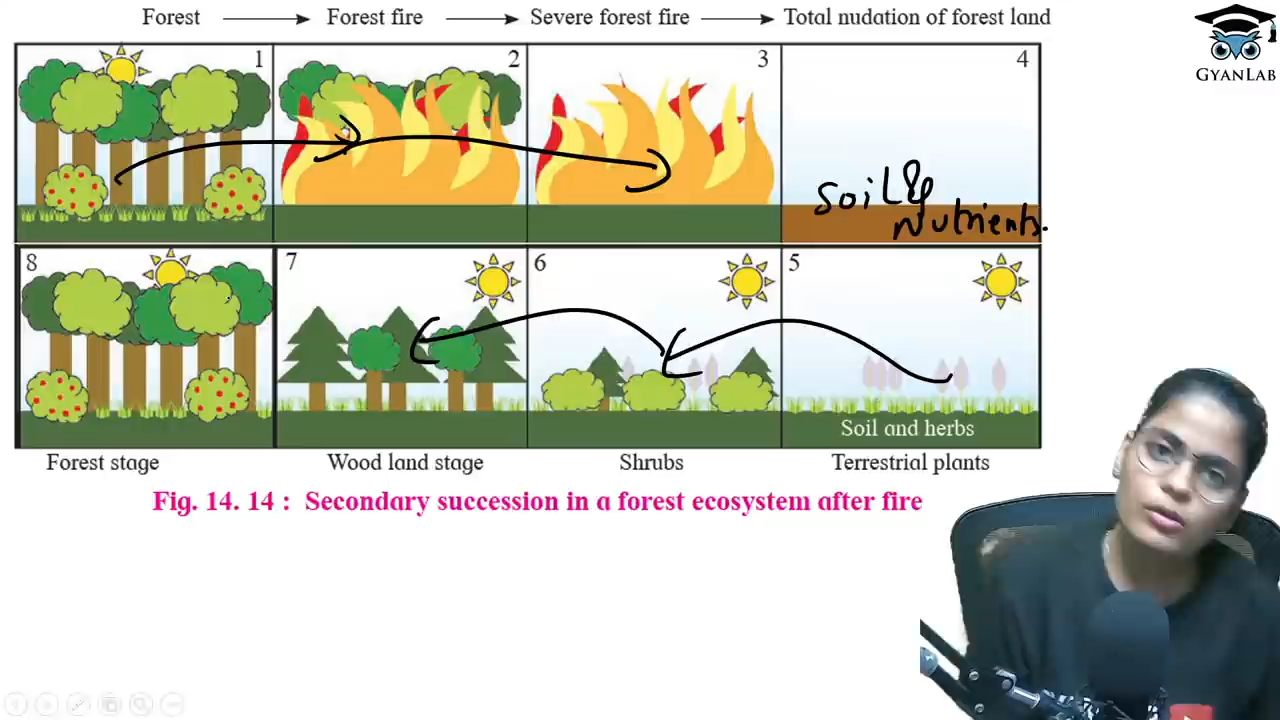 Forest → Forest fire → Severe forest fire → Total nudation of forest land
GYANLAB
1 2 3 4
Soil &
Nutrients.
8 7 6 5
Soil and herbs
Forest stage Wood land stage Shrubs Terrestrial plants
Fig. 14. 14 : Secondary succession in a forest ecosystem after fire